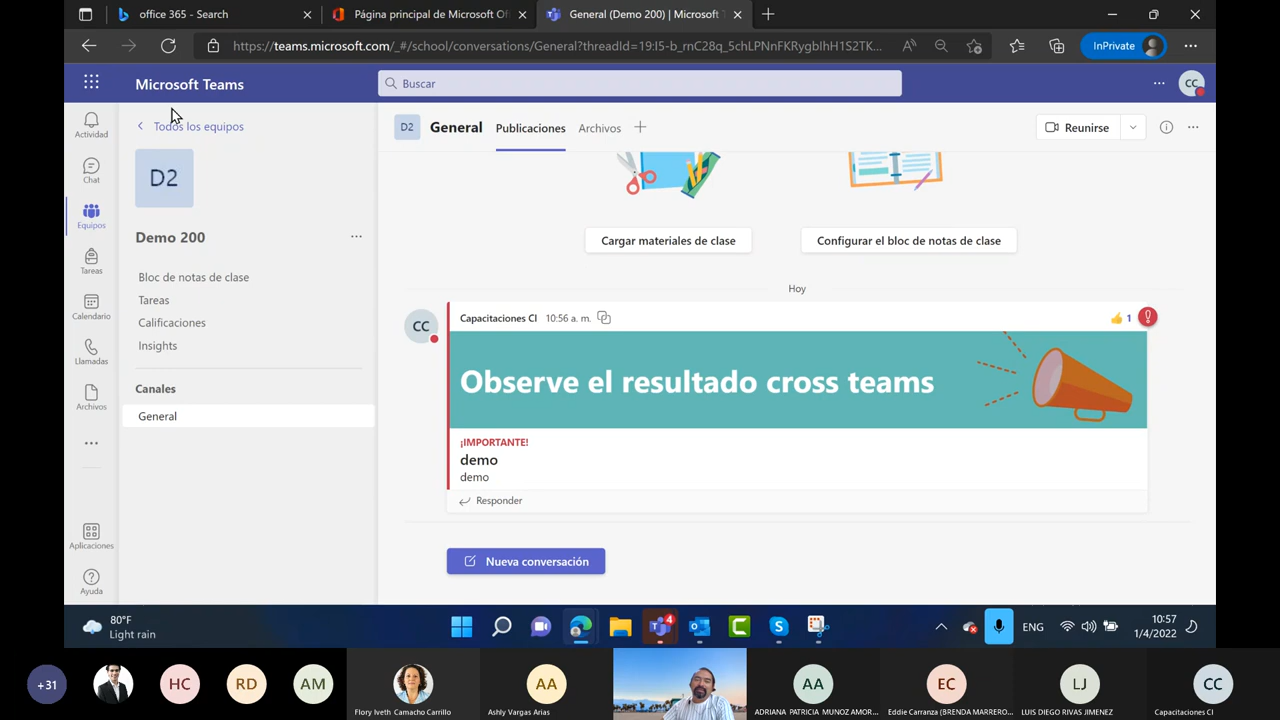 office 365 - Search
Página principal de Microsoft Of
General (Demo 200) | Microsoft T
https://teams.microsoft.com/_#/school/conversations/General?threadId=19:I5-b_rnC28q_5chLPNnFKRygbIhH1S2TK...
InPrivate
Microsoft Teams
Buscar
CC
Actividad
Chat
Equipos
Tareas
Calendario
Llamadas
Archivos
Aplicaciones
Ayuda
Todos los equipos
D2
Demo 200
Bloc de notas de clase
Tareas
Calificaciones
Insights
Canales
General
D2 General Publicaciones Archivos
Reunirse
Cargar materiales de clase
Configurar el bloc de notas de clase
Hoy
CC
Capacitaciones CI 10:56 a. m.
1
Observe el resultado cross teams
¡IMPORTANTE!
demo
demo
Responder
Nueva conversación
80°F
Light rain
4
ENG
10:57
1/4/2022
+31
HC
RD
AM
Flory Iveth Camacho Carrillo
AA
Ashly Vargas Arias
AA
ADRIANA PATRICIA MUNOZ AMOR...
EC
Eddie Carranza (BRENDA MARRERO...
LJ
LUIS DIEGO RIVAS JIMENEZ
CC
Capacitaciones CI